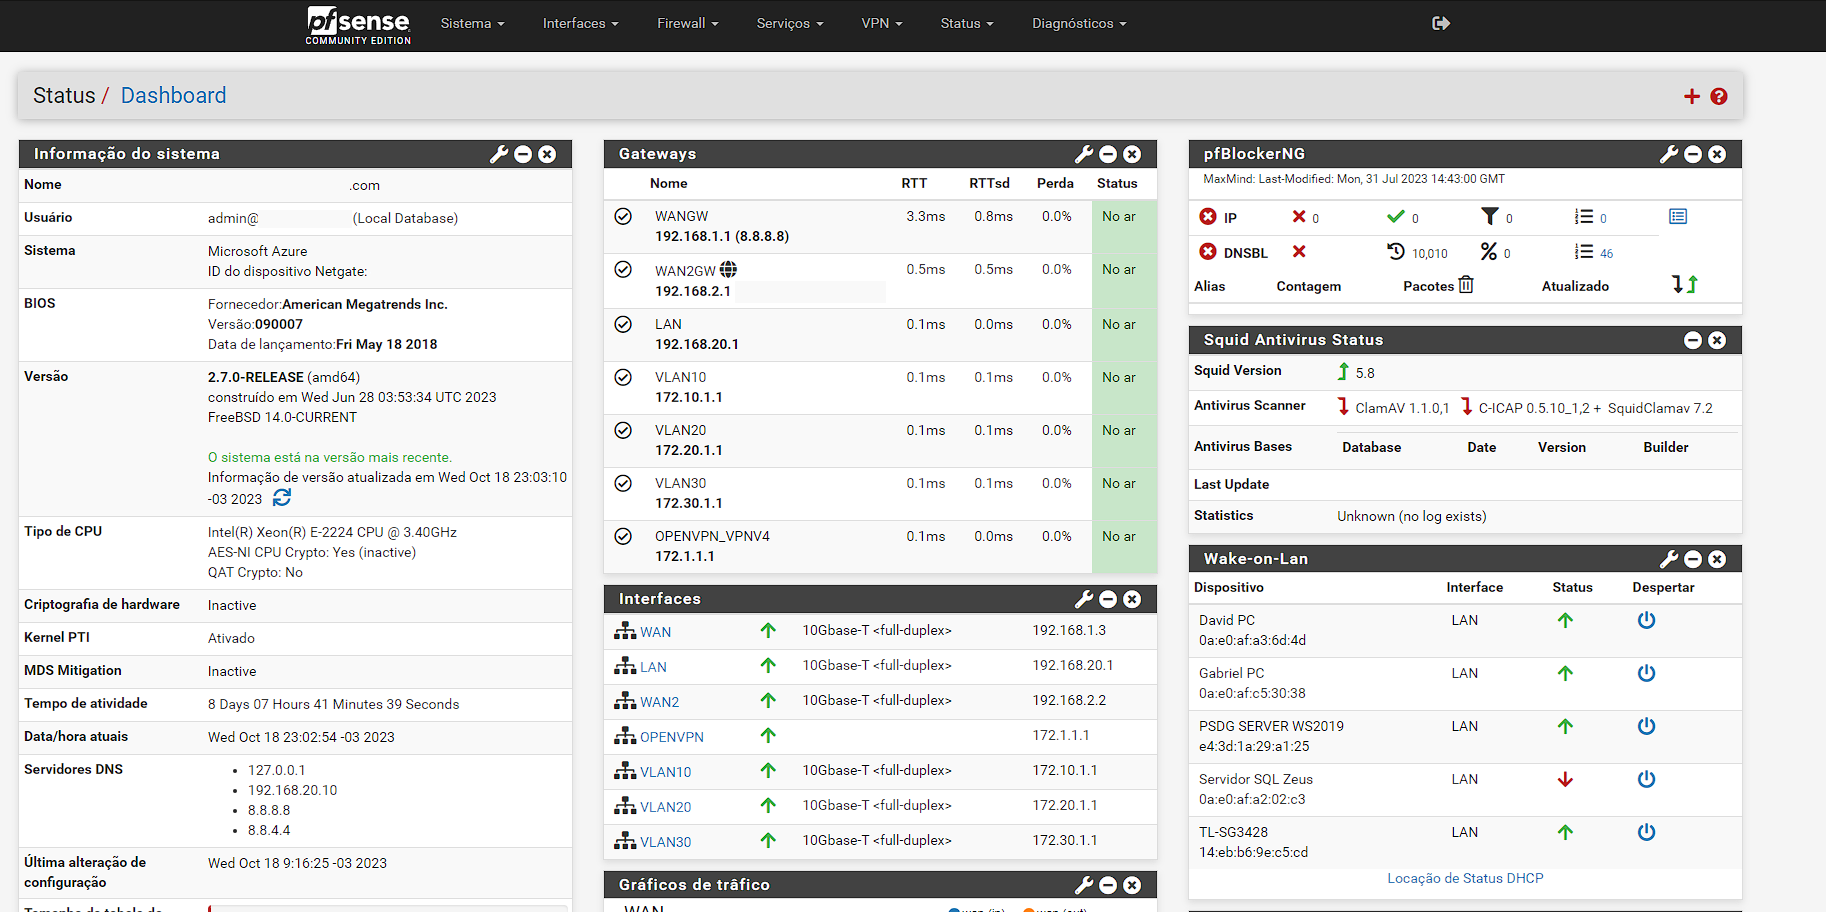 pfsense
COMMUNITY EDITION
Sistema
Interfaces
Firewall
Serviços
VPN
Status
Diagnósticos
Status / Dashboard
Informação do sistema
Nome .com
Usuário admin@ (Local Database)
Sistema Microsoft Azure
ID do dispositivo Netgate:
BIOS Fornecedor:American Megatrends Inc.
Versão:090007
Data de lançamento:Fri May 18 2018
Versão 2.7.0-RELEASE (amd64)
construído em Wed Jun 28 03:53:34 UTC 2023
FreeBSD 14.0-CURRENT
O sistema está na versão mais recente.
Informação de versão atualizada em Wed Oct 18 23:03:10
-03 2023
Tipo de CPU Intel(R) Xeon(R) E-2224 CPU @ 3.40GHz
AES-NI CPU Crypto: Yes (inactive)
QAT Crypto: No
Criptografia de hardware Inactive
Kernel PTI Ativado
MDS Mitigation Inactive
Tempo de atividade 8 Days 07 Hours 41 Minutes 39 Seconds
Data/hora atuais Wed Oct 18 23:02:54 -03 2023
Servidores DNS
127.0.0.1
192.168.20.10
8.8.8.8
8.8.4.4
Última alteração de configuração Wed Oct 18 9:16:25 -03 2023
Gateways
Nome RTT RTTsd Perda Status
WANGW 3.3ms 0.8ms 0.0% No ar
192.168.1.1 (8.8.8.8)
WAN2GW 0.5ms 0.5ms 0.0% No ar
192.168.2.1
LAN 0.1ms 0.0ms 0.0% No ar
192.168.20.1
VLAN10 0.1ms 0.1ms 0.0% No ar
172.10.1.1
VLAN20 0.1ms 0.1ms 0.0% No ar
172.20.1.1
VLAN30 0.1ms 0.1ms 0.0% No ar
172.30.1.1
OPENVPN_VPNV4 0.1ms 0.0ms 0.0% No ar
172.1.1.1
Interfaces
WAN 10Gbase-T <full-duplex> 192.168.1.3
LAN 10Gbase-T <full-duplex> 192.168.20.1
WAN2 10Gbase-T <full-duplex> 192.168.2.2
OPENVPN 172.1.1.1
VLAN10 10Gbase-T <full-duplex> 172.10.1.1
VLAN20 10Gbase-T <full-duplex> 172.20.1.1
VLAN30 10Gbase-T <full-duplex> 172.30.1.1
Gráficos de tráfico
WAN
pfBlockerNG
MaxMind: Last-Modified: Mon, 31 Jul 2023 14:43:00 GMT
IP 0 0 0 0
DNSBL 10,010 0 46
Alias Contagem Pacotes Atualizado
Squid Antivirus Status
Squid Version 5.8
Antivirus Scanner ClamAV 1.1.0,1 C-ICAP 0.5.10_1,2 + SquidClamav 7.2
Antivirus Bases Database Date Version Builder
Last Update
Statistics Unknown (no log exists)
Wake-on-Lan
Dispositivo Interface Status Despertar
David PC LAN
0a:e0:af:a3:6d:4d
Gabriel PC LAN
0a:e0:af:c5:30:38
PSDG SERVER WS2019 LAN
e4:3d:1a:29:a1:25
Servidor SQL Zeus LAN
0a:e0:af:a2:02:c3
TL-SG3428 LAN
14:eb:b6:9e:c5:cd
Locação de Status DHCP